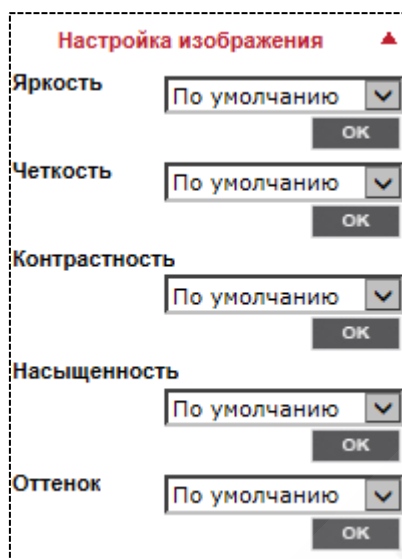 Настройка изображения
Яркость
По умолчанию
OK
Четкость
По умолчанию
OK
Контрастность
По умолчанию
OK
Насыщенность
По умолчанию
OK
Оттенок
По умолчанию
OK